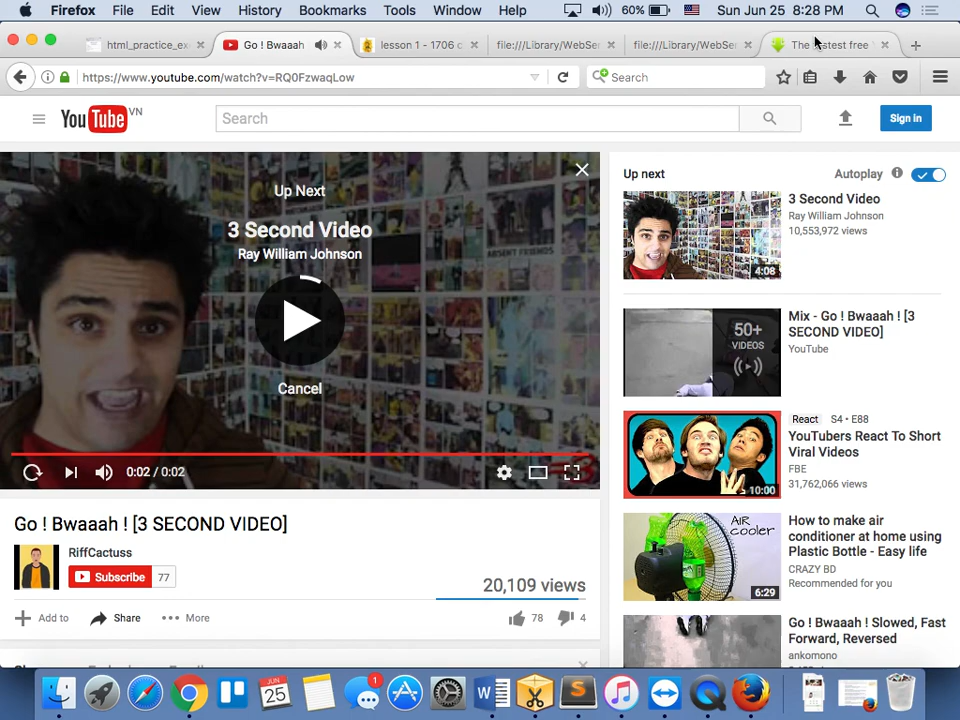 Firefox File Edit View History Bookmarks Tools Window Help 60% Sun Jun 25 8:28 PM
html_practice_ex Go ! Bwaaah lesson 1 - 1706 c file:///Library/WebSer file:///Library/WebSer The fastest free
https://www.youtube.com/watch?v=RQ0FzwaqLow Search
YouTube VN Search Sign in
Up Next
3 Second Video
Ray William Johnson
Cancel
0:02 / 0:02
Go ! Bwaaah ! [3 SECOND VIDEO]
RiffCactuss
Subscribe 77
20,109 views
Add to Share More 78 4
Up next Autoplay
3 Second Video
Ray William Johnson
10,553,972 views
4:08
Mix - Go ! Bwaaah ! [3
SECOND VIDEO]
YouTube
50+
VIDEOS
React S4 • E88
YouTubers React To Short
Viral Videos
FBE
31,762,066 views
10:00
How to make air
conditioner at home using
Plastic Bottle - Easy life
CRAZY BD
Recommended for you
AIR
cooler
6:29
Go ! Bwaaah ! Slowed, Fast
Forward, Reversed
ankomono
JUN
25
1